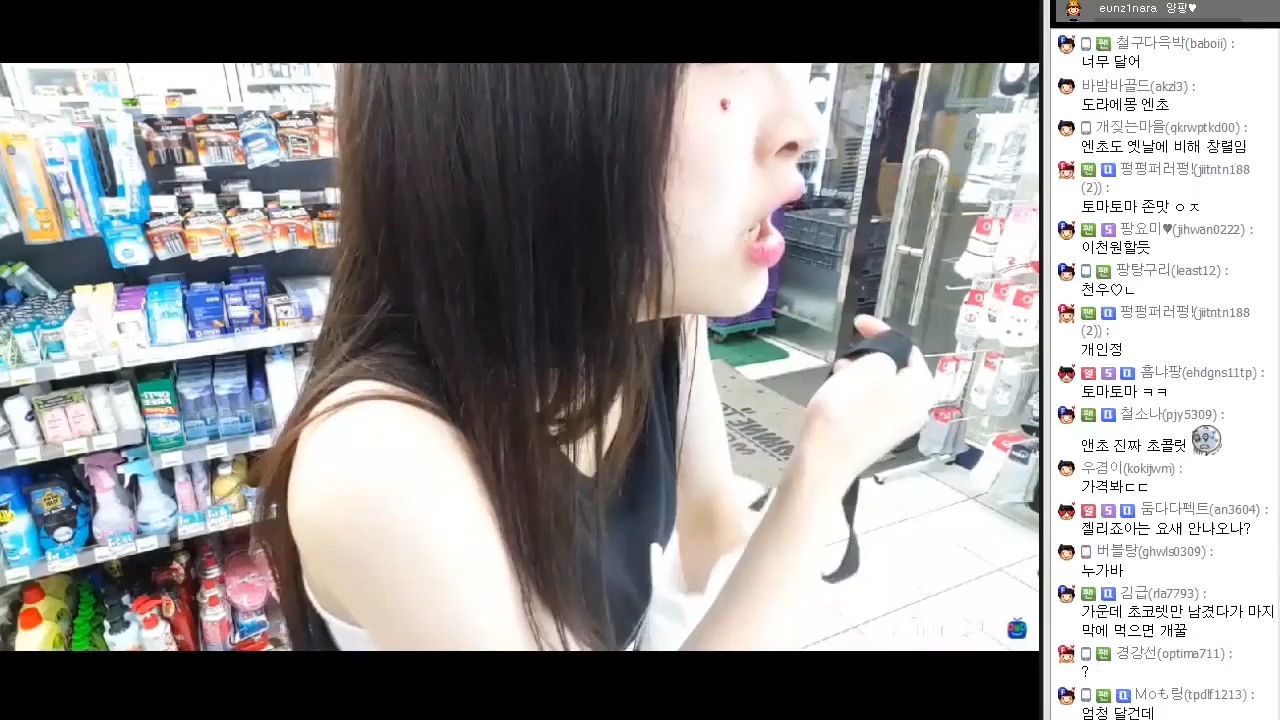 eunz1nara 양팡♥
철구다윽박(baboii) :
너무 달어
바밤바꿀드(akzl3) :
도라에몽 엔초
개짖는마을(qkrwptkd00) :
엔초도 옛날에 비해 창렬임
펑펑퍼러펑!(jiitntn188
(2)) :
토마토마 존맛 ㅇㅈ
팡요미♥(jihwan0222) :
이천원할듯
팡탕구리(least12) :
천우♡ㄴ
펑펑퍼러펑!(jiitntn188
(2)) :
개인정
흠냐팡(ehdgns11tp) :
토마토마 ㅋㅋ
질소나(pjy5309) :
앤초 진짜 초콜릿
우겸이(kokijwm) :
가격봐ㄷㄷ
둠다다펙트(an3604) :
젤리죠아는 요새 안나오나?
버블탕(ghwls0309) :
누가바
김급(rla7793) :
가운데 초코렛만 남겼다가 마지
막에 먹으면 개꿀
경강선(optima711) :
?
(tpdlf1213) :
엄청 달건데